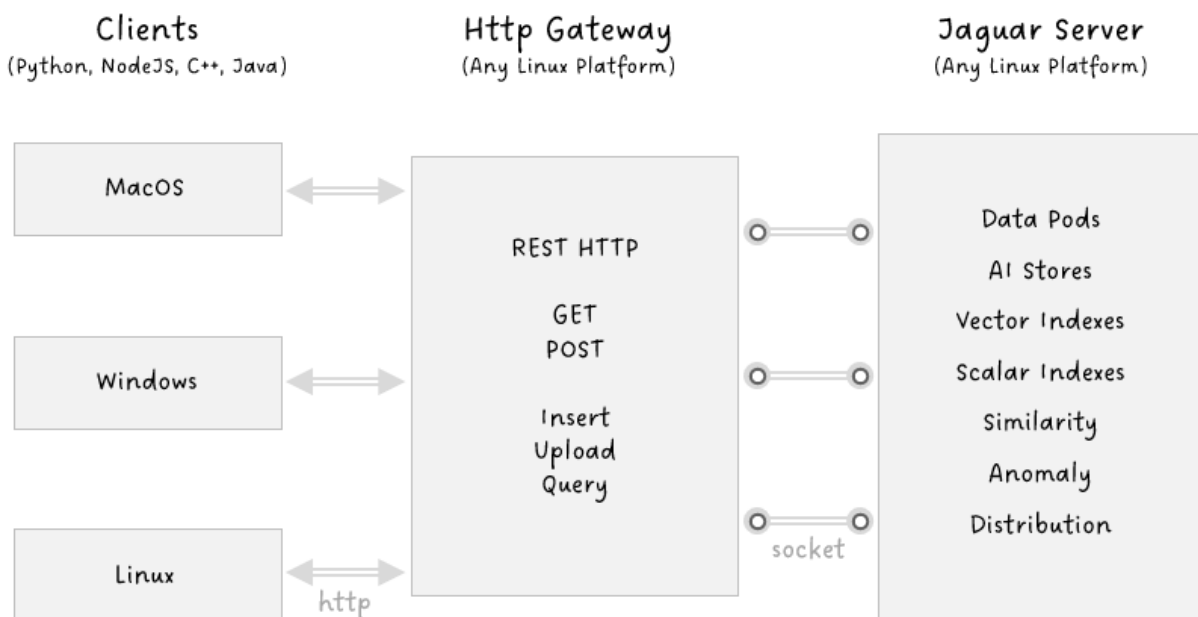 Clients
(Python, NodeJS, C++, Java)
MacOS
Windows
Linux
http
Http Gateway
(Any Linux Platform)
REST HTTP
GET
POST
Insert
Upload
Query
socket
Jaguar Server
(Any Linux Platform)
Data Pods
AI Stores
Vector Indexes
Scalar Indexes
Similarity
Anomaly
Distribution